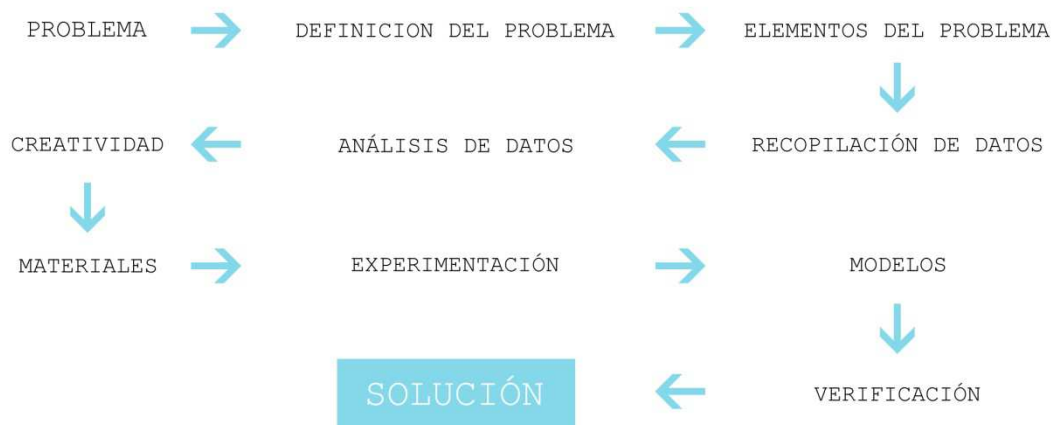 PROBLEMA
DEFINICION DEL PROBLEMA
ELEMENTOS DEL PROBLEMA
RECOPILACIÓN DE DATOS
ANÁLISIS DE DATOS
CREATIVIDAD
MATERIALES
EXPERIMENTACIÓN
MODELOS
VERIFICACIÓN
SOLUCIÓN